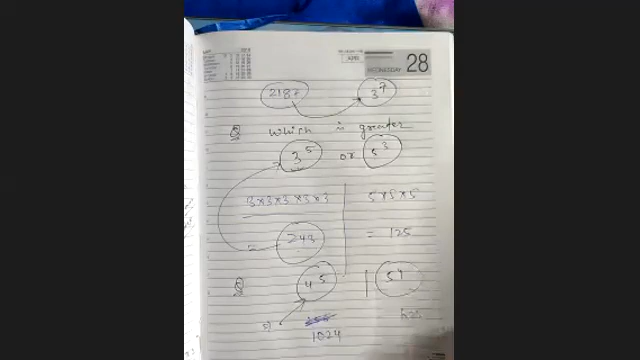 APR
WEDNESDAY 28
2187 3^7
Q which is greater
3^5 or 5^3
3×3×3×3×3 5×5×5
= 243 = 125
Q 4^5 | 5^4
1024